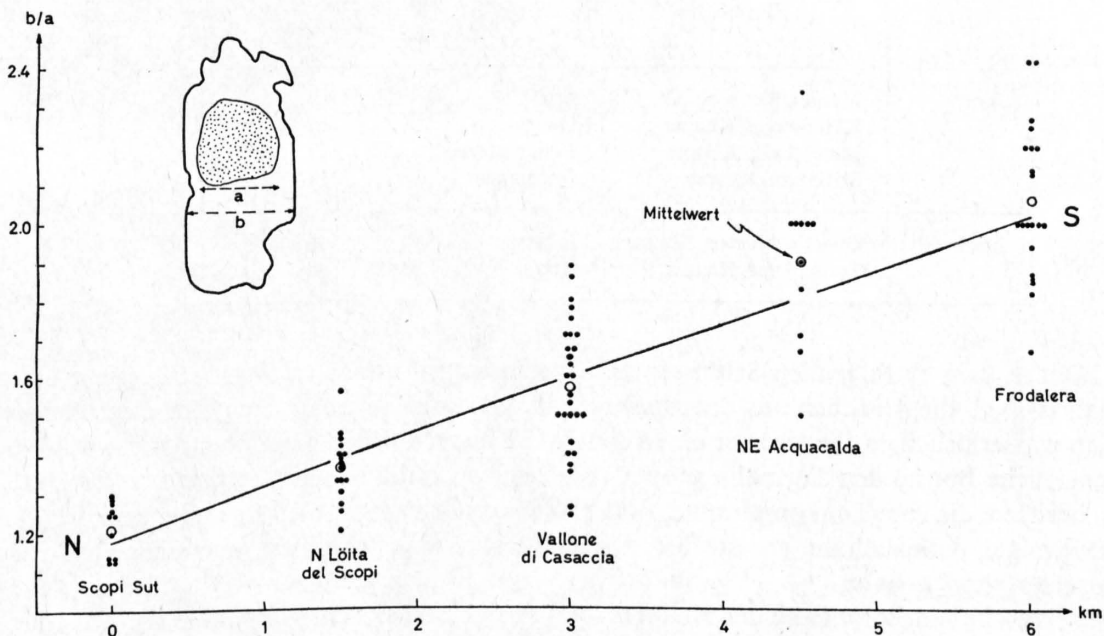 b/a
2.4
2.0
1.6
1.2
a
b
Mittelwert
N
S
Scopi Sut
N Löita
del Scopi
Vallone
di Casaccia
NE Acquacalda
Frodalera
0
1
2
3
4
5
6
km